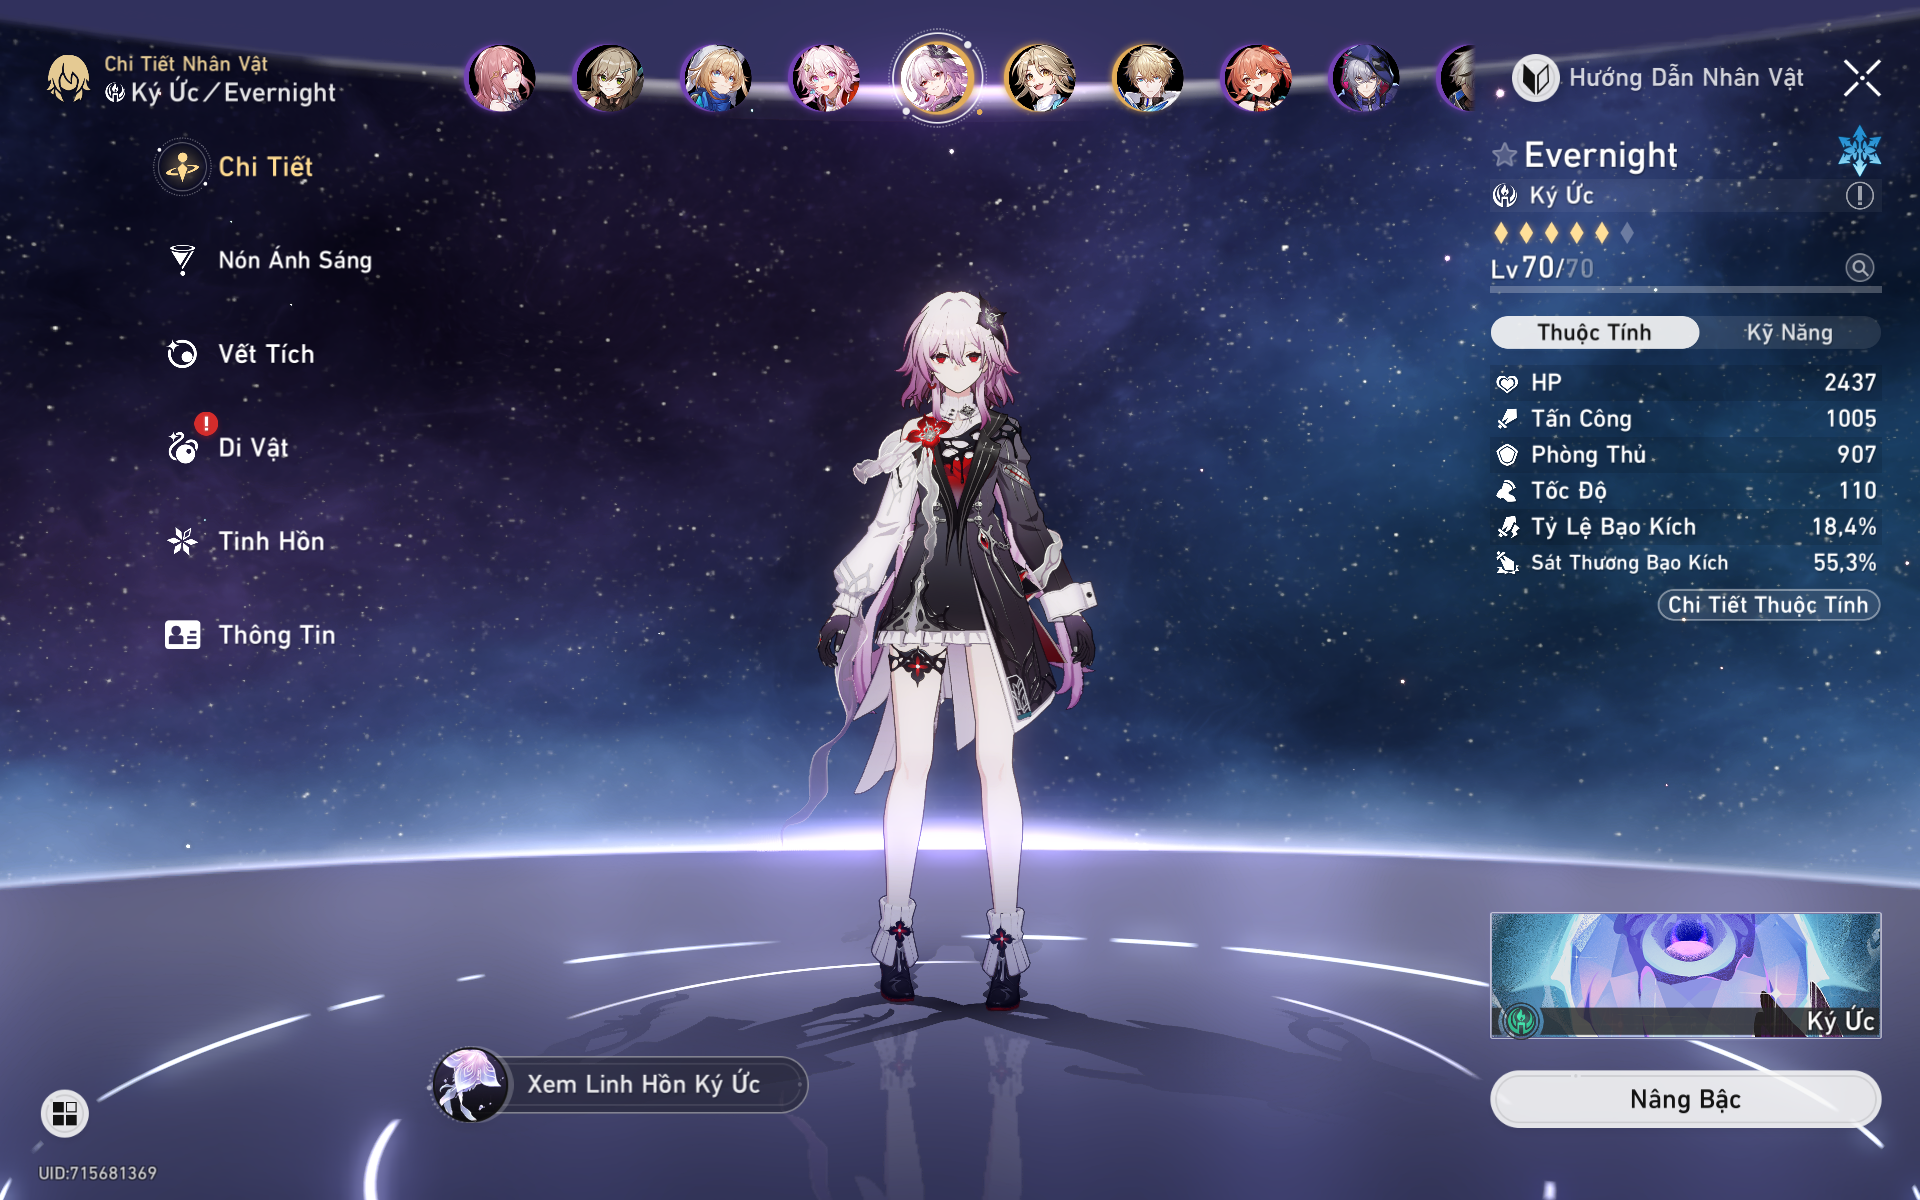 Chi Tiết Nhân Vật
Ký Ức / Evernight
Hướng Dẫn Nhân Vật
Chi Tiết
Nón Ánh Sáng
Vết Tích
Di Vật
Tinh Hồn
Thông Tin
Evernight
Ký Ức
Lv 70/70
Thuộc Tính
Kỹ Năng
HP 2437
Tấn Công 1005
Phòng Thủ 907
Tốc Độ 110
Tỷ Lệ Bạo Kích 18,4%
Sát Thương Bạo Kích 55,3%
Chi Tiết Thuộc Tính
Ký Ức
Xem Linh Hồn Ký Ức
Nâng Bậc
UID:715681369